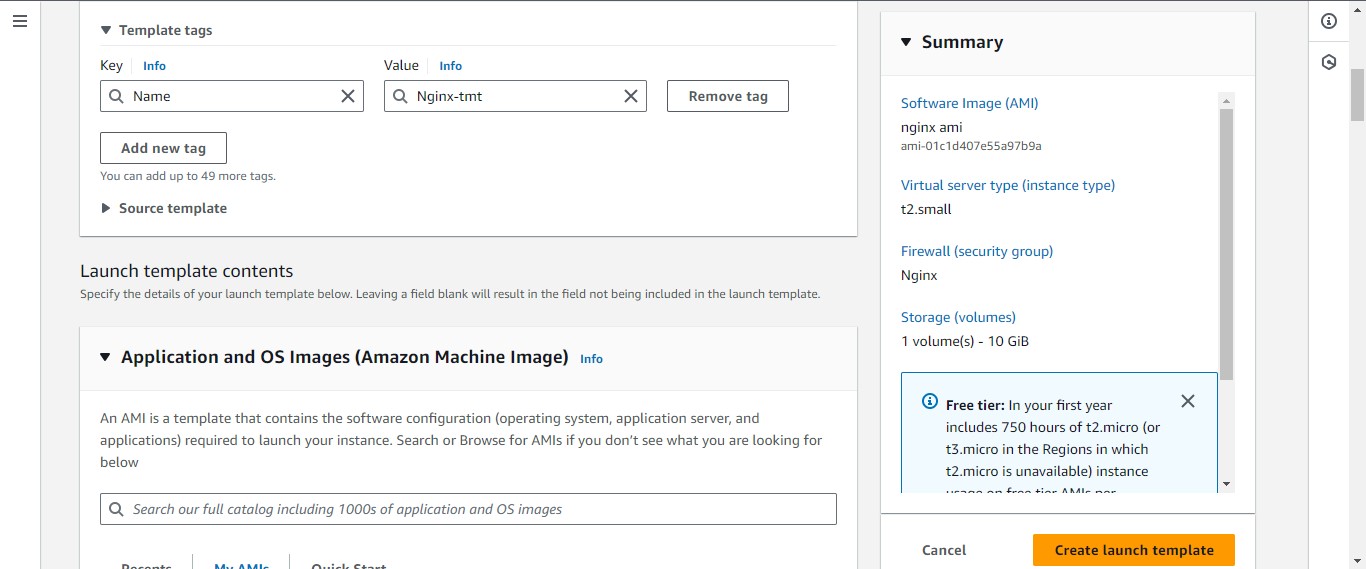 Template tags
Key Info
Value Info
Name
Nginx-tmt
Remove tag
Add new tag
You can add up to 49 more tags.
Source template
Launch template contents
Specify the details of your launch template below. Leaving a field blank will result in the field not being included in the launch template.
Application and OS Images (Amazon Machine Image) Info
An AMI is a template that contains the software configuration (operating system, application server, and
applications) required to launch your instance. Search or Browse for AMIs if you don’t see what you are looking for
below
Search our full catalog including 1000s of application and OS images
Recents
My AMIs
Quick Start
Summary
Software Image (AMI)
nginx ami
ami-01c1d407e55a97b9a
Virtual server type (instance type)
t2.small
Firewall (security group)
Nginx
Storage (volumes)
1 volume(s) - 10 GiB
Free tier: In your first year
includes 750 hours of t2.micro (or
t3.micro in the Regions in which
t2.micro is unavailable) instance
usage on free tier AMIs per
Cancel
Create launch template